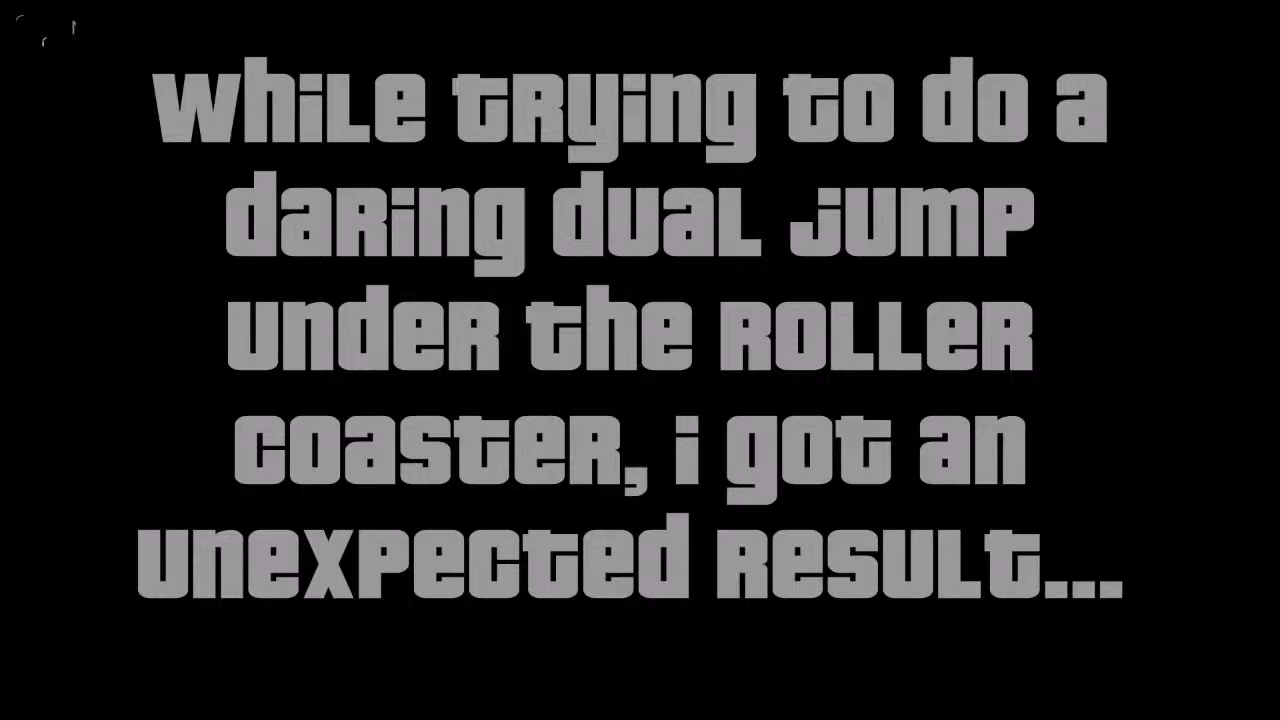 While trying to do a
daring dual jump
under the roller
coaster, i got an
unexpected result...